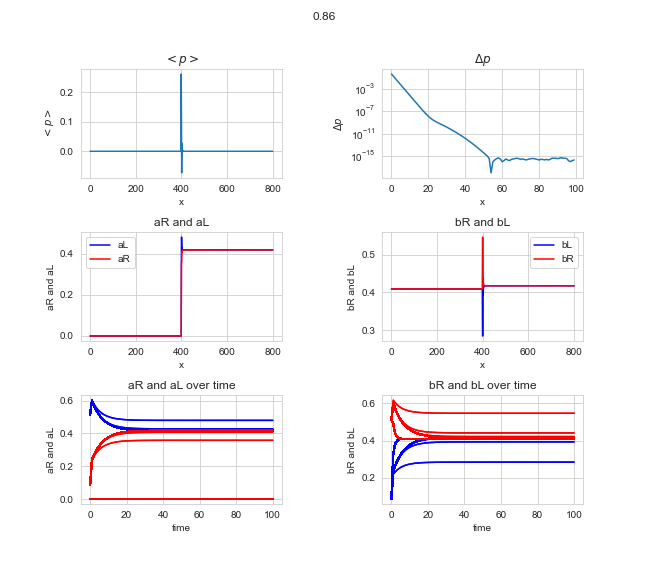 0.86
< p >
Δp
< p >
0.2
0.1
0.0
0 200 400 600 800
x
Δp
10⁻³
10⁻⁷
10⁻¹¹
10⁻¹⁵
0 20 40 60 80 100
x
aR and aL
aR and aL
0.4
0.2
0.0
aL
aR
0 200 400 600 800
x
bR and bL
bR and bL
0.5
0.4
0.3
bL
bR
0 200 400 600 800
x
aR and aL over time
aR and aL
0.6
0.4
0.2
0.0
0 20 40 60 80 100
time
bR and bL over time
bR and bL
0.6
0.4
0.2
0 20 40 60 80 100
time